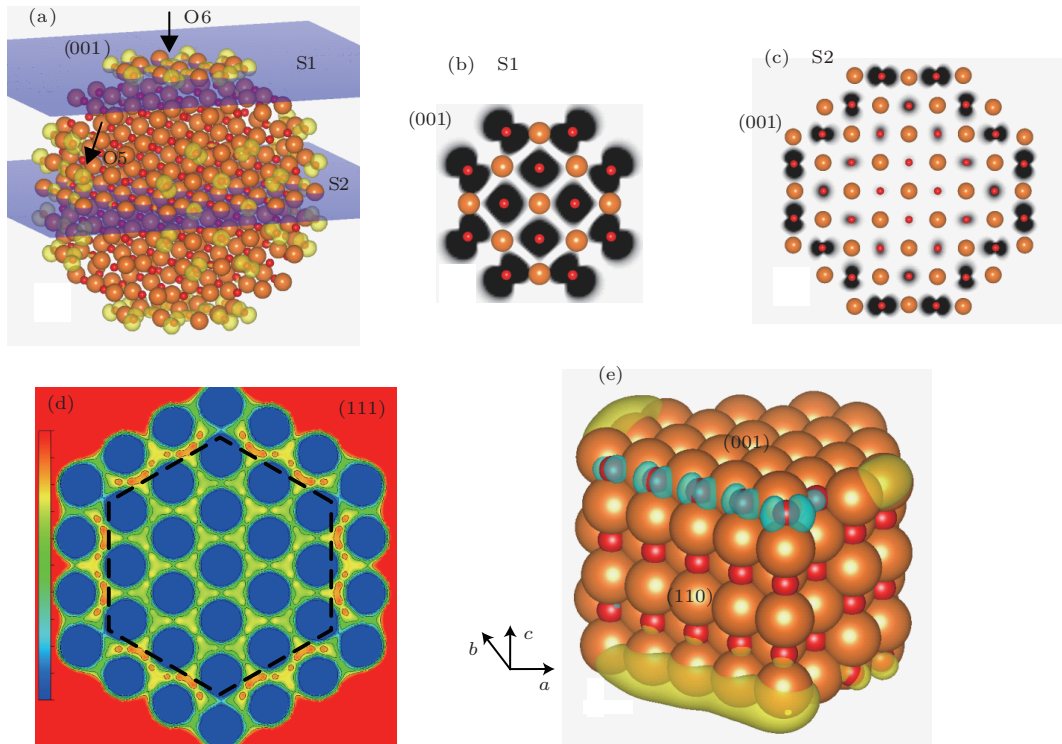 (a)
O6
(001)
S1
O5
S2
(b) S1
(001)
(c) S2
(001)
(d)
(111)
(e)
(001)
(110)
c
b
a